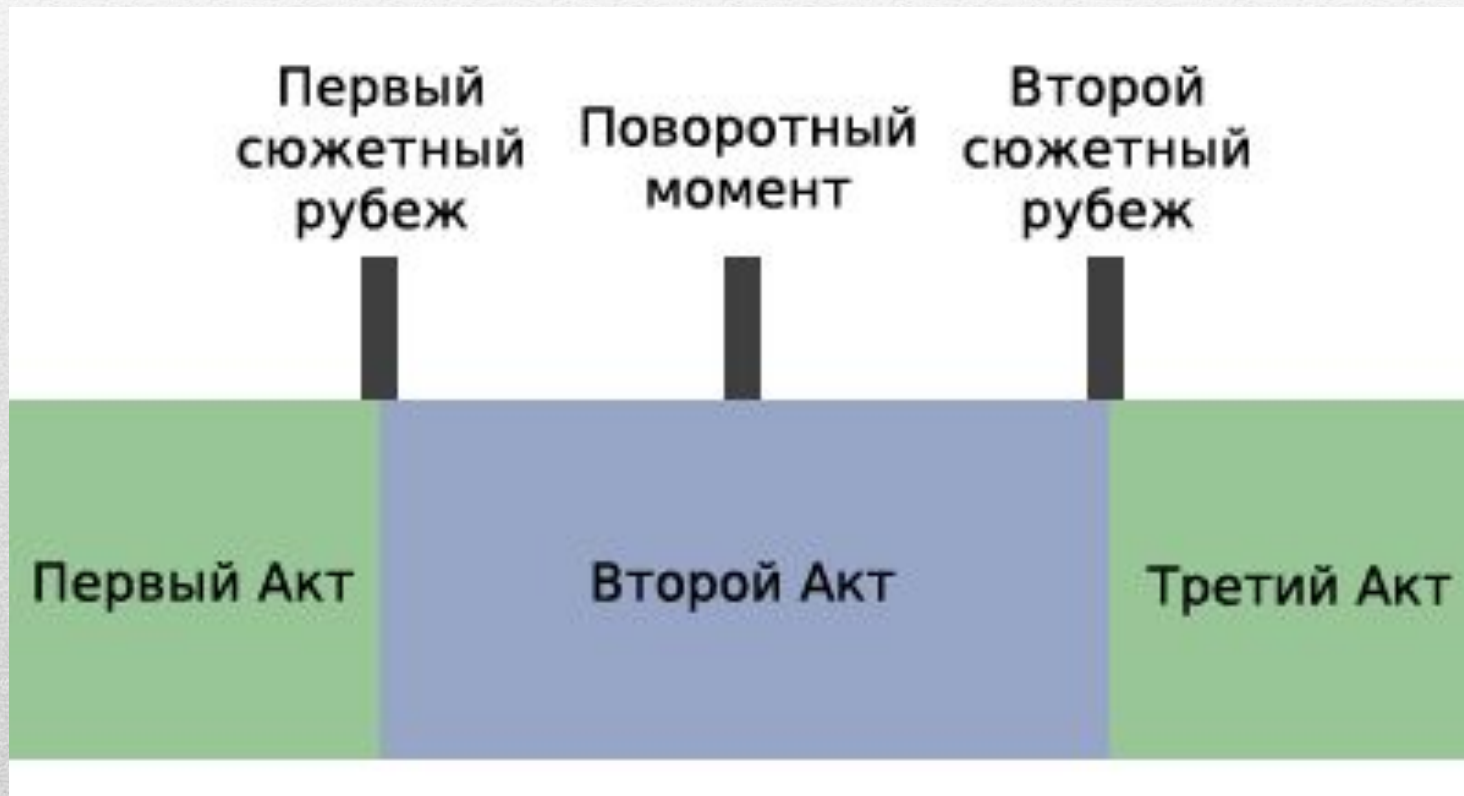 Первый
сюжетный
рубеж
Поворотный
момент
Второй
сюжетный
рубеж
Первый Акт
Второй Акт
Третий Акт